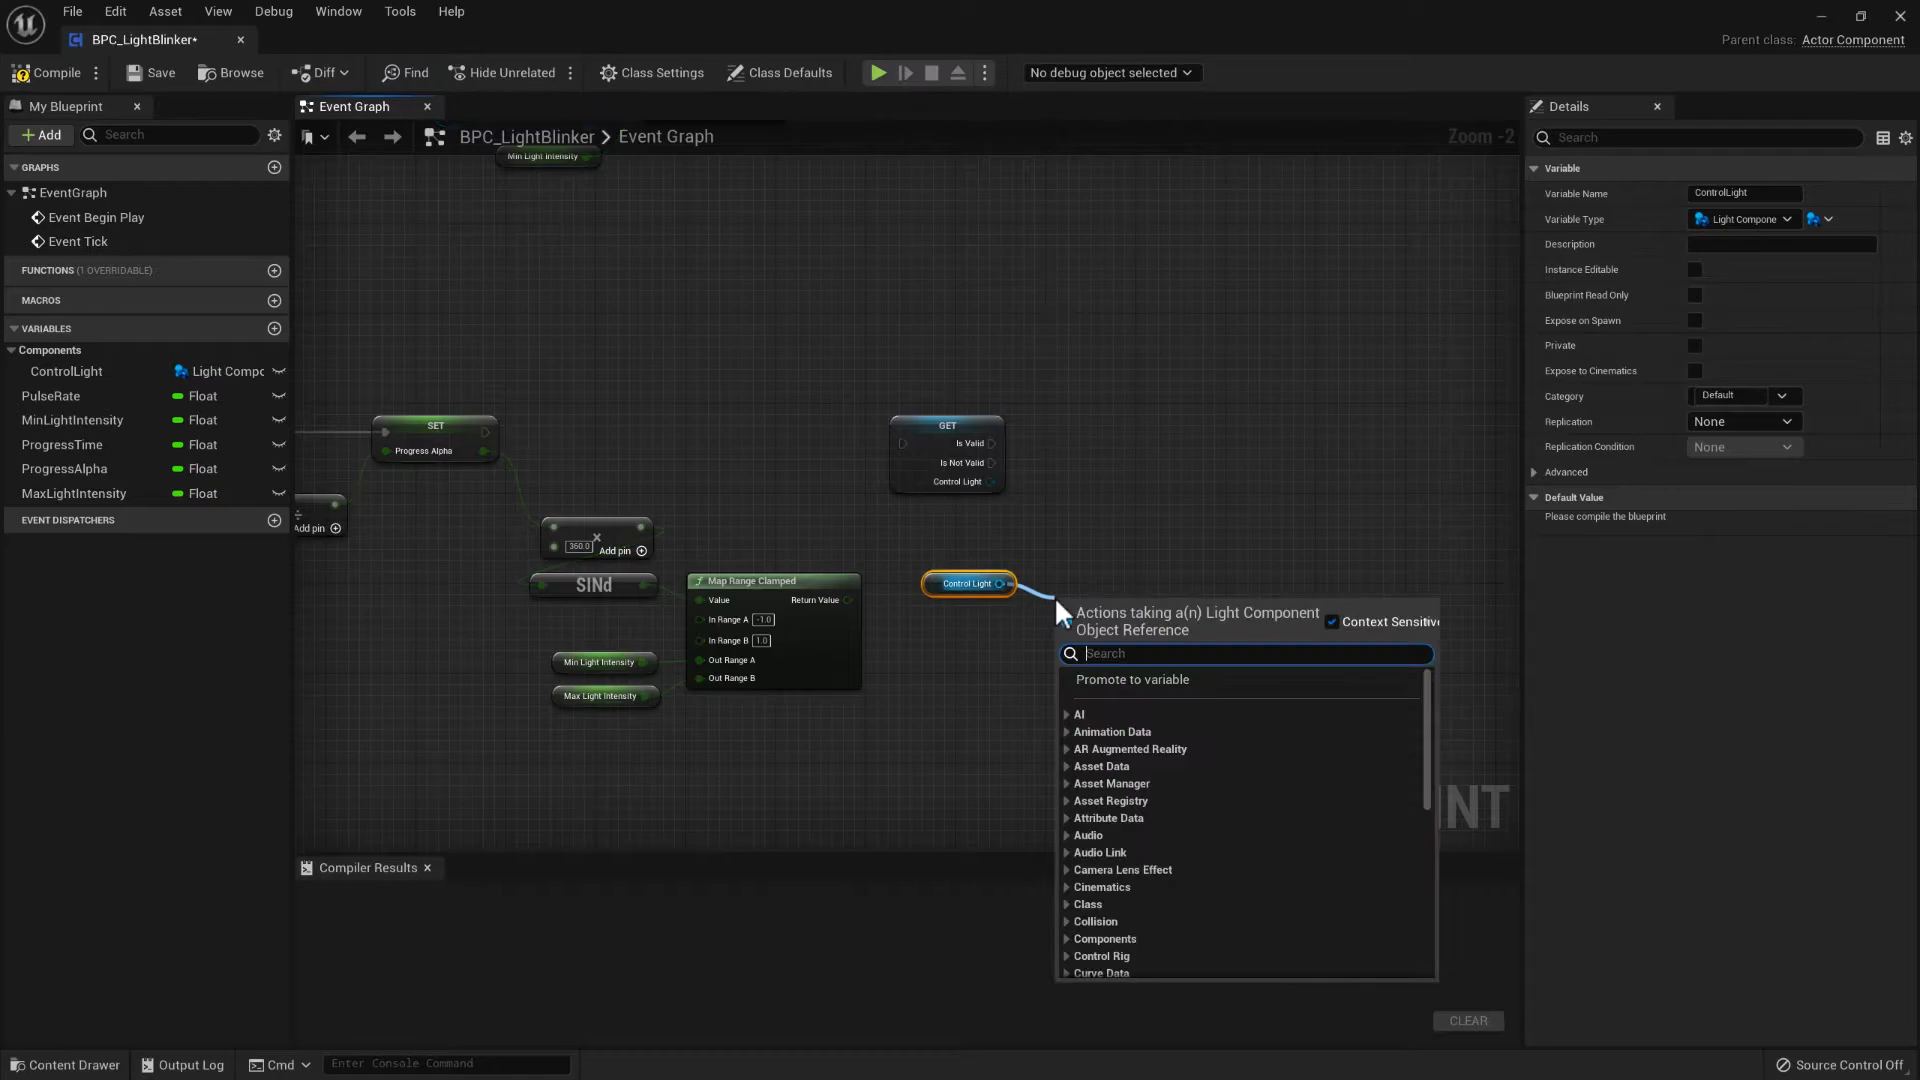 File Edit Asset View Debug Window Tools Help
BPC_LightBlinker*
Parent class: Actor Component
Compile Save Browse Diff Find Hide Unrelated Class Settings Class Defaults No debug object selected
My Blueprint
Event Graph
Details
Add Search
BPC_LightBlinker > Event Graph
Zoom -2
Search
GRAPHS
EventGraph
Event Begin Play
Event Tick
FUNCTIONS (1 OVERRIDABLE)
MACROS
VARIABLES
Components
ControlLight Light Compo
PulseRate Float
MinLightIntensity Float
ProgressTime Float
ProgressAlpha Float
MaxLightIntensity Float
EVENT DISPATCHERS
Min Light Intensity
SET
Progress Alpha
÷
Add pin
×
360.0
Add pin
SINd
Min Light Intensity
Max Light Intensity
Map Range Clamped
Value Return Value
In Range A -1.0
In Range B 1.0
Out Range A
Out Range B
GET
Is Valid
Is Not Valid
Control Light
Control Light
Actions taking a(n) Light Component
Object Reference
Context Sensitive
Search
Promote to variable
AI
Animation Data
AR Augmented Reality
Asset Data
Asset Manager
Asset Registry
Attribute Data
Audio
Audio Link
Camera Lens Effect
Cinematics
Class
Collision
Components
Control Rig
Curve Data
INT
Variable
Variable Name ControlLight
Variable Type Light Compone
Description
Instance Editable
Blueprint Read Only
Expose on Spawn
Private
Expose to Cinematics
Category Default
Replication None
Replication Condition None
Advanced
Default Value
Please compile the blueprint
Compiler Results
CLEAR
Content Drawer Output Log Cmd Enter Console Command
Source Control Off